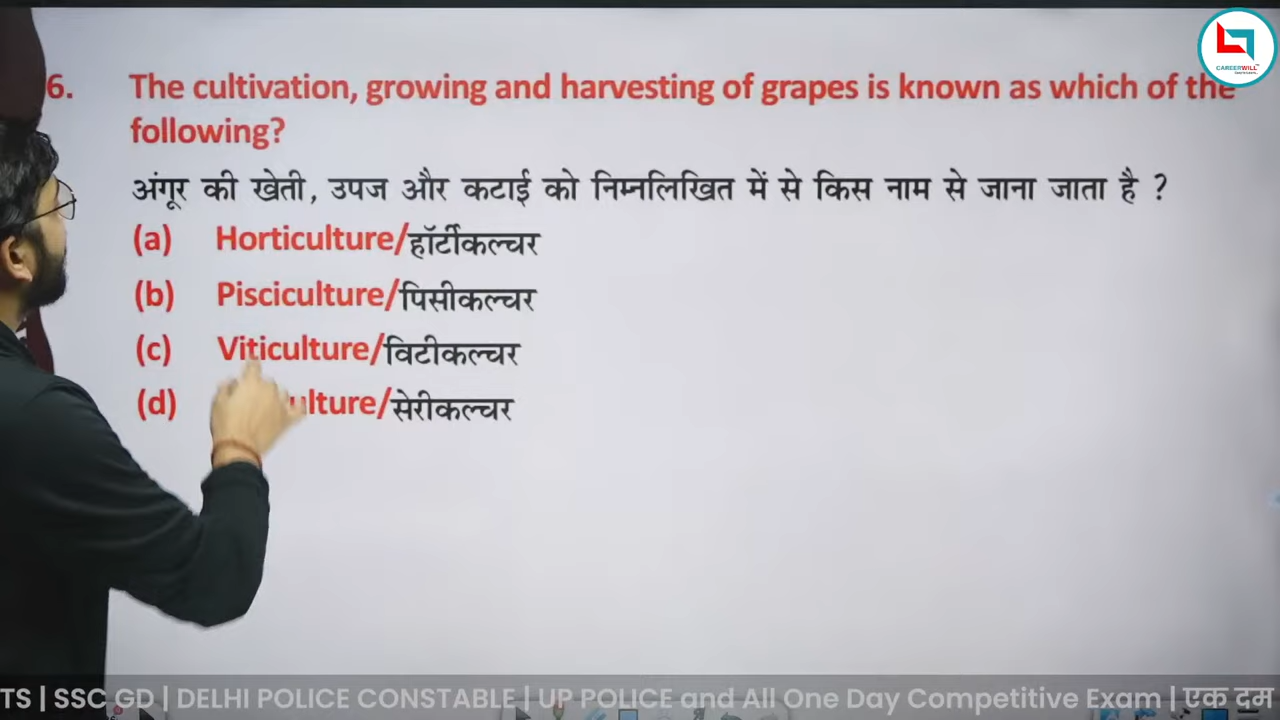 6. The cultivation, growing and harvesting of grapes is known as which of the
following?
अंगूर की खेती, उपज और कटाई को निम्नलिखित में से किस नाम से जाना जाता है ?
(a) Horticulture/हॉर्टीकल्चर
(b) Pisciculture/पिसीकल्चर
(c) Viticulture/विटीकल्चर
(d) ulture/सेरीकल्चर
CAREERWILL
TS | SSC GD | DELHI POLICE CONSTABLE | UP POLICE and All One Day Competitive Exam | एक दम